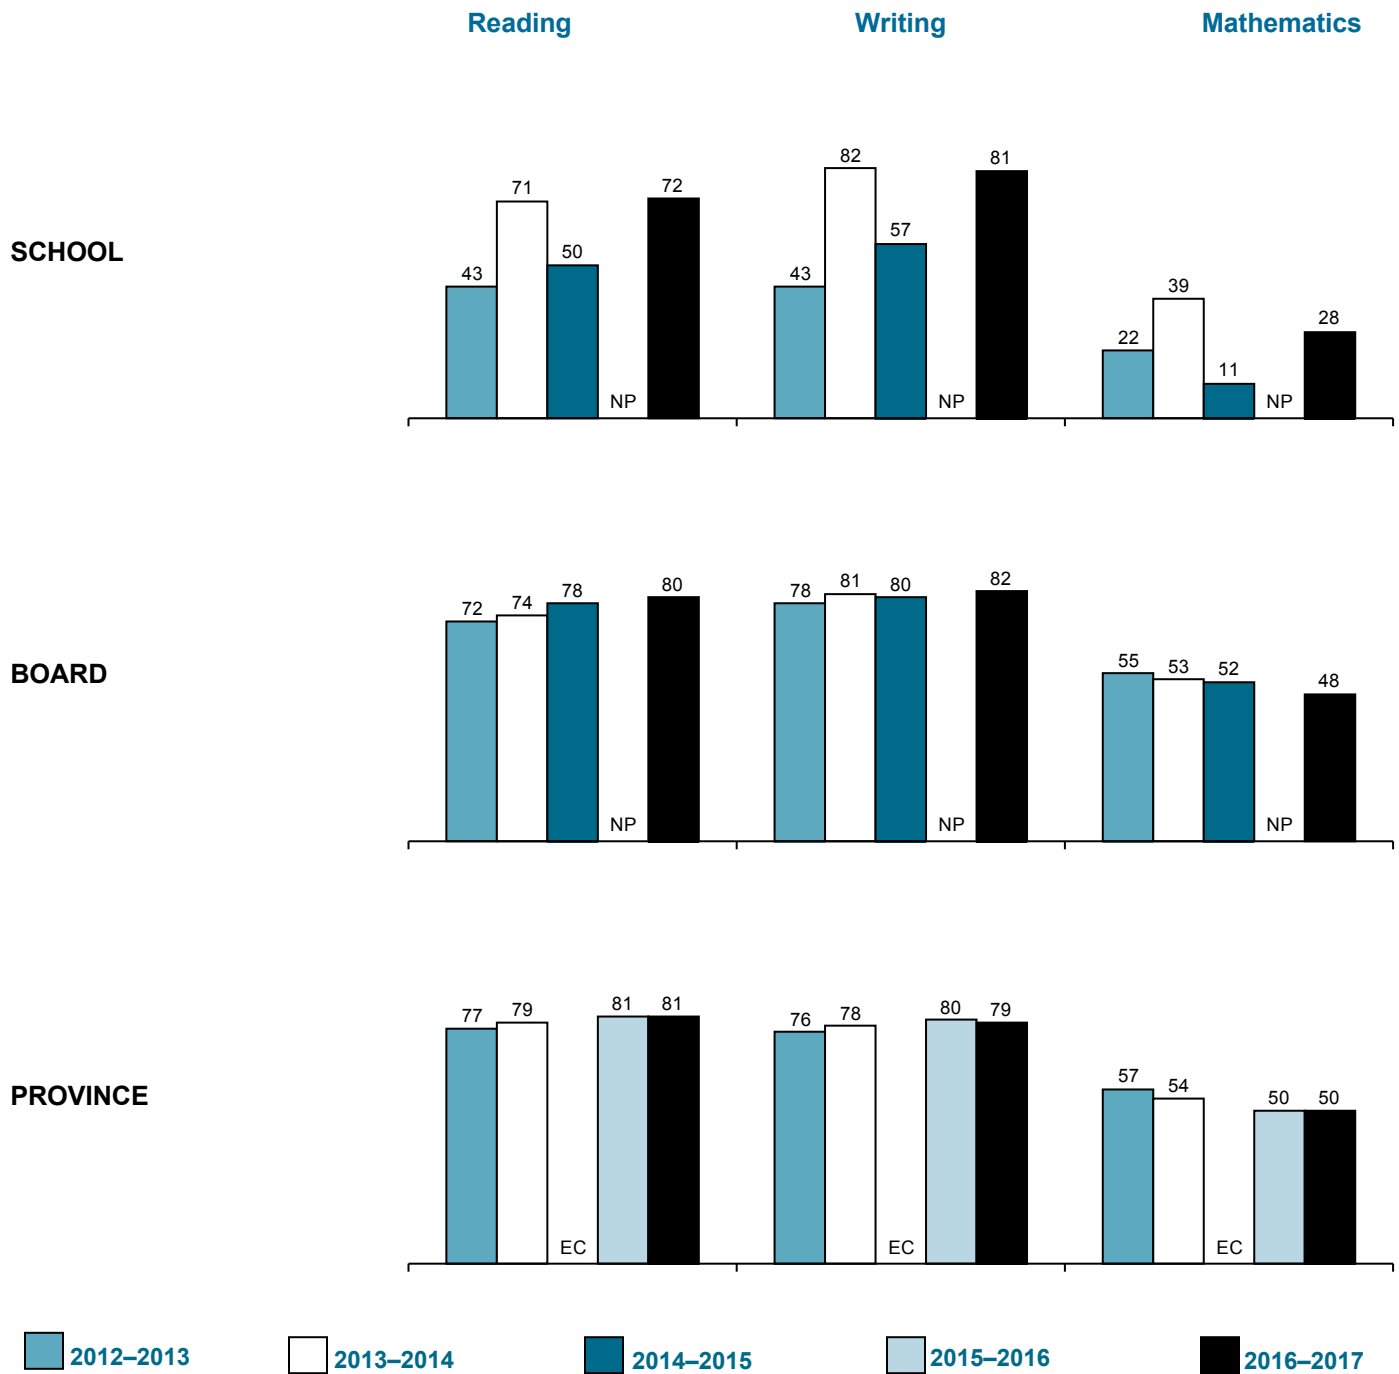 Reading Writing Mathematics
SCHOOL
43 71 50 NP 72
43 82 57 NP 81
22 39 11 NP 28
BOARD
72 74 78 NP 80
78 81 80 NP 82
55 53 52 NP 48
PROVINCE
77 79 EC 81 81
76 78 EC 80 79
57 54 EC 50 50
2012–2013 2013–2014 2014–2015 2015–2016 2016–2017